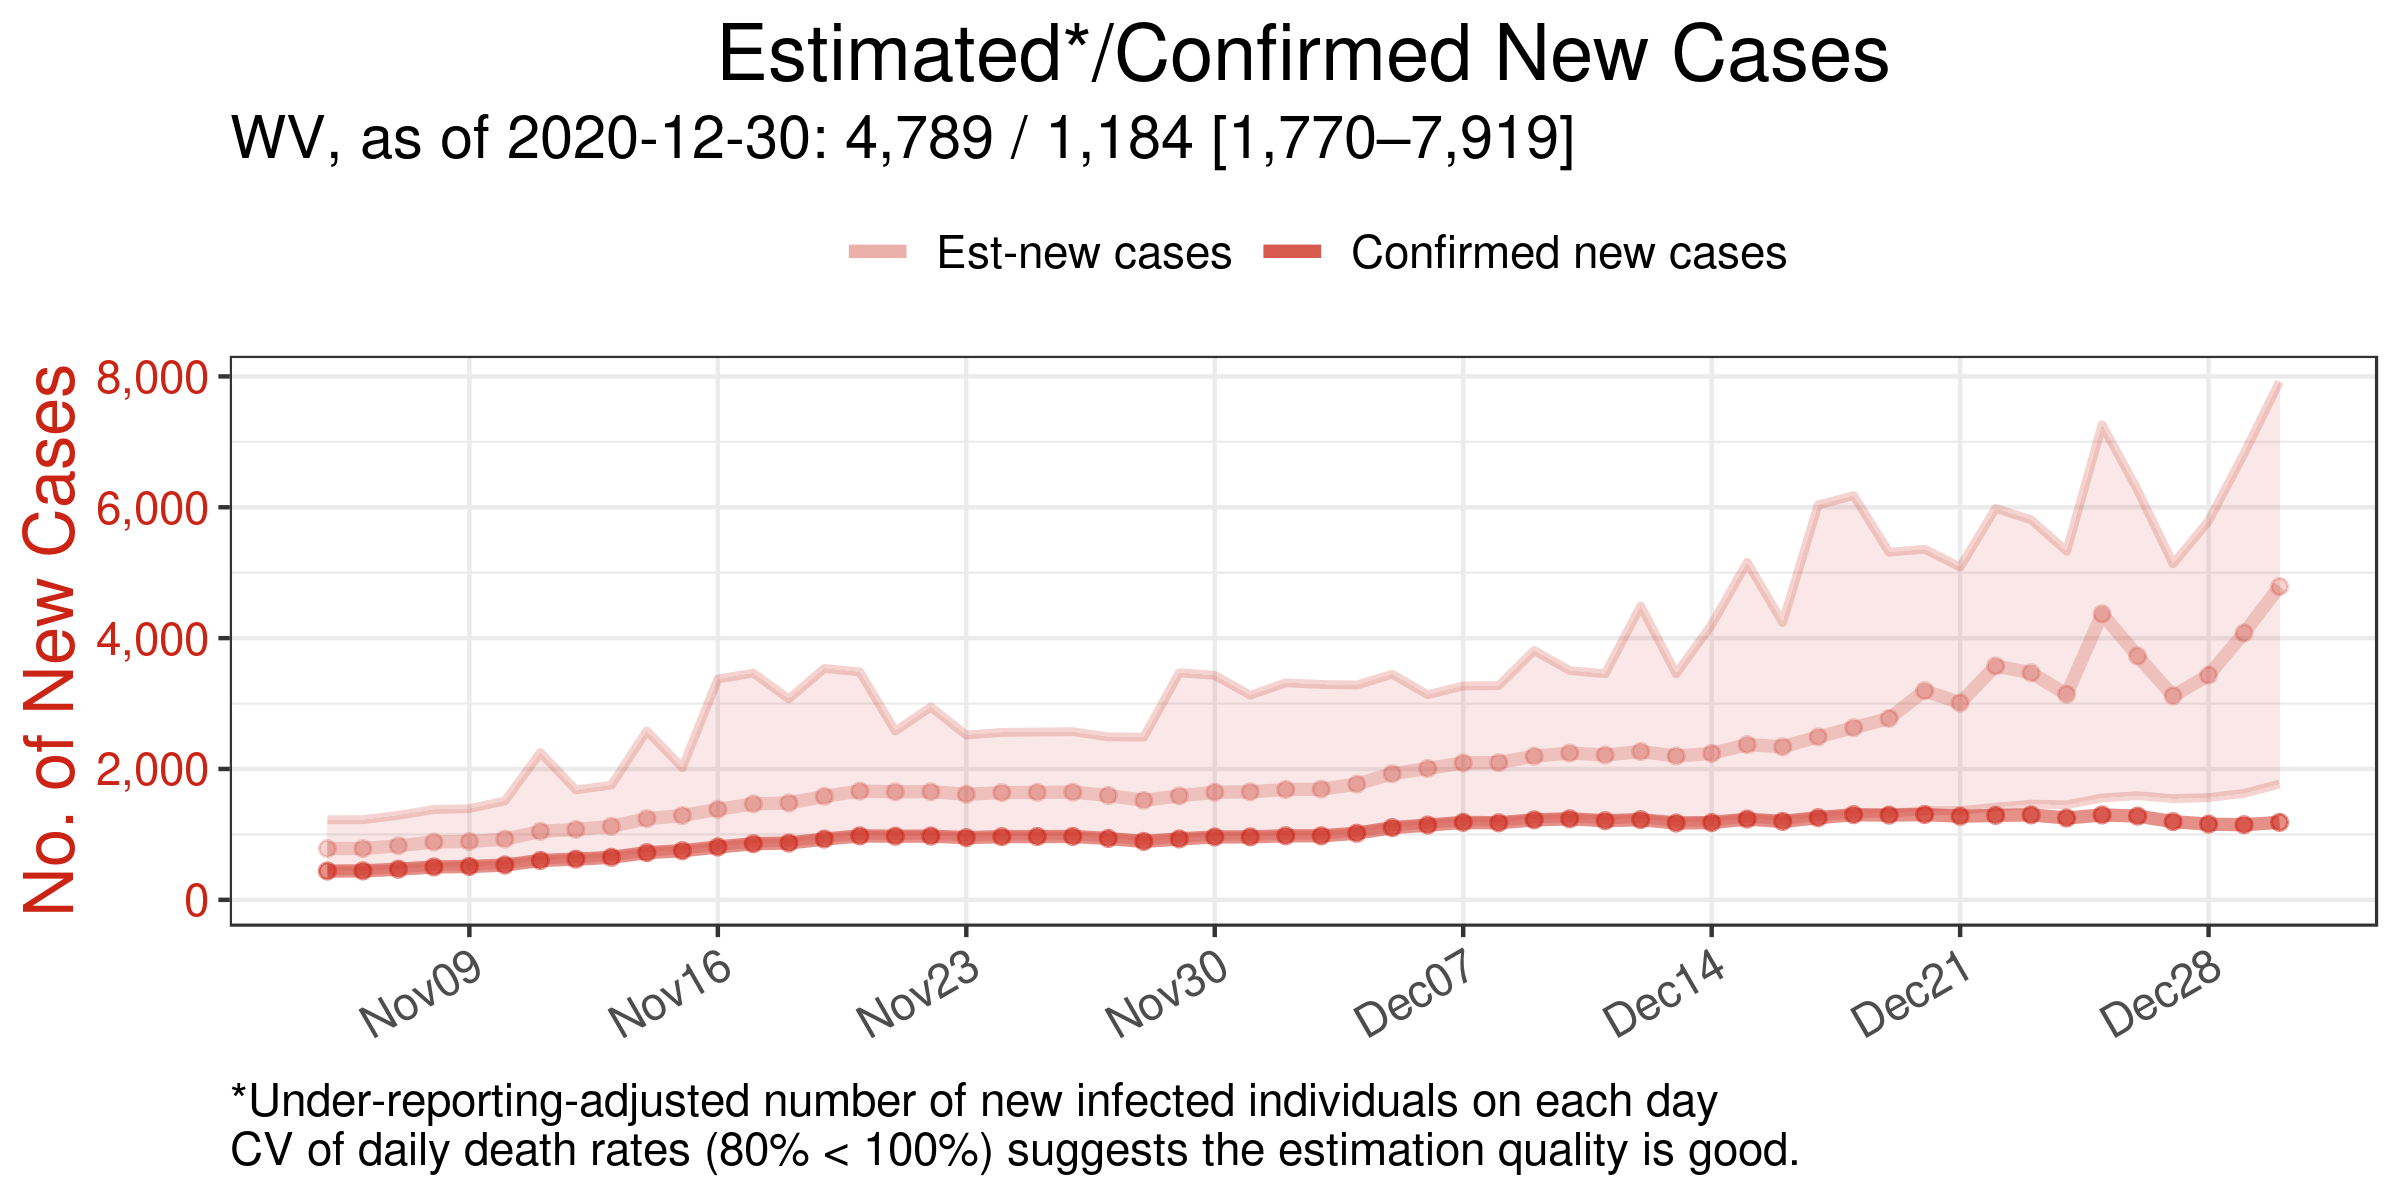 Estimated*/Confirmed New Cases
WV, as of 2020-12-30: 4,789 / 1,184 [1,770–7,919]
Est-new cases
Confirmed new cases
No. of New Cases
8,000
6,000
4,000
2,000
0
Nov09
Nov16
Nov23
Nov30
Dec07
Dec14
Dec21
Dec28
*Under-reporting-adjusted number of new infected individuals on each day
CV of daily death rates (80% < 100%) suggests the estimation quality is good.